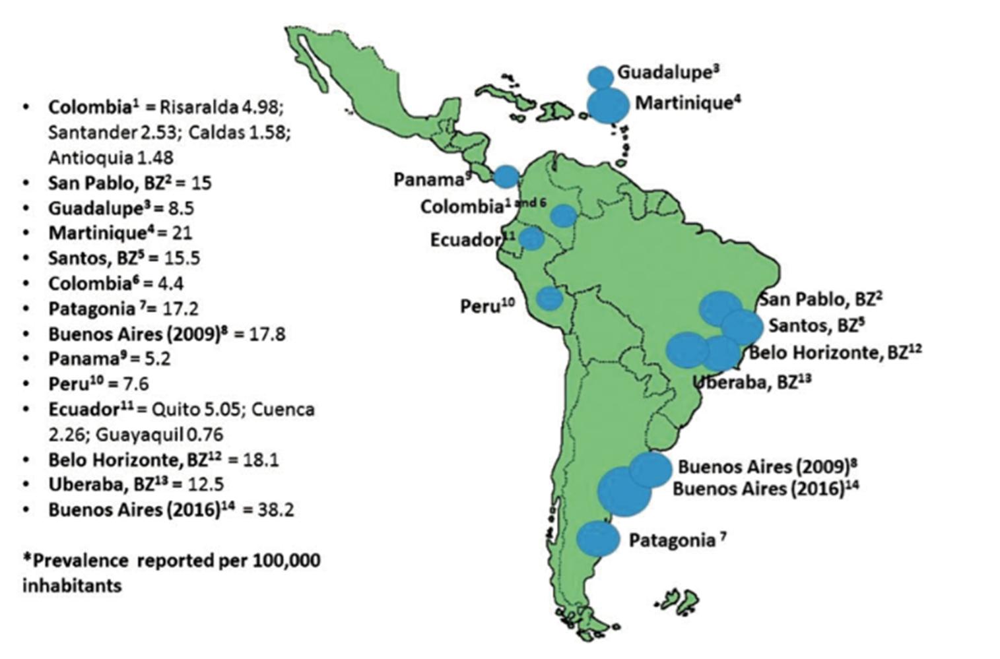 • Colombia¹ = Risaralda 4.98;
Santander 2.53; Caldas 1.58;
Antioquia 1.48
• San Pablo, BZ² = 15
• Guadalupe³ = 8.5
• Martinique⁴ = 21
• Santos, BZ⁵ = 15.5
• Colombia⁶ = 4.4
• Patagonia ⁷= 17.2
• Buenos Aires (2009)⁸ = 17.8
• Panama⁹ = 5.2
• Peru¹⁰ = 7.6
• Ecuador¹¹ = Quito 5.05; Cuenca
2.26; Guayaquil 0.76
• Belo Horizonte, BZ¹² = 18.1
• Uberaba, BZ¹³ = 12.5
• Buenos Aires (2016)¹⁴ = 38.2
*Prevalence reported per 100,000
inhabitants
Guadalupe³
Martinique⁴
Panama⁹
Colombia¹ ᵃⁿᵈ ⁶
Ecuador¹¹
Peru¹⁰
San Pablo, BZ²
Santos, BZ⁵
Belo Horizonte, BZ¹²
Uberaba, BZ¹³
Buenos Aires (2009)⁸
Buenos Aires (2016)¹⁴
Patagonia ⁷